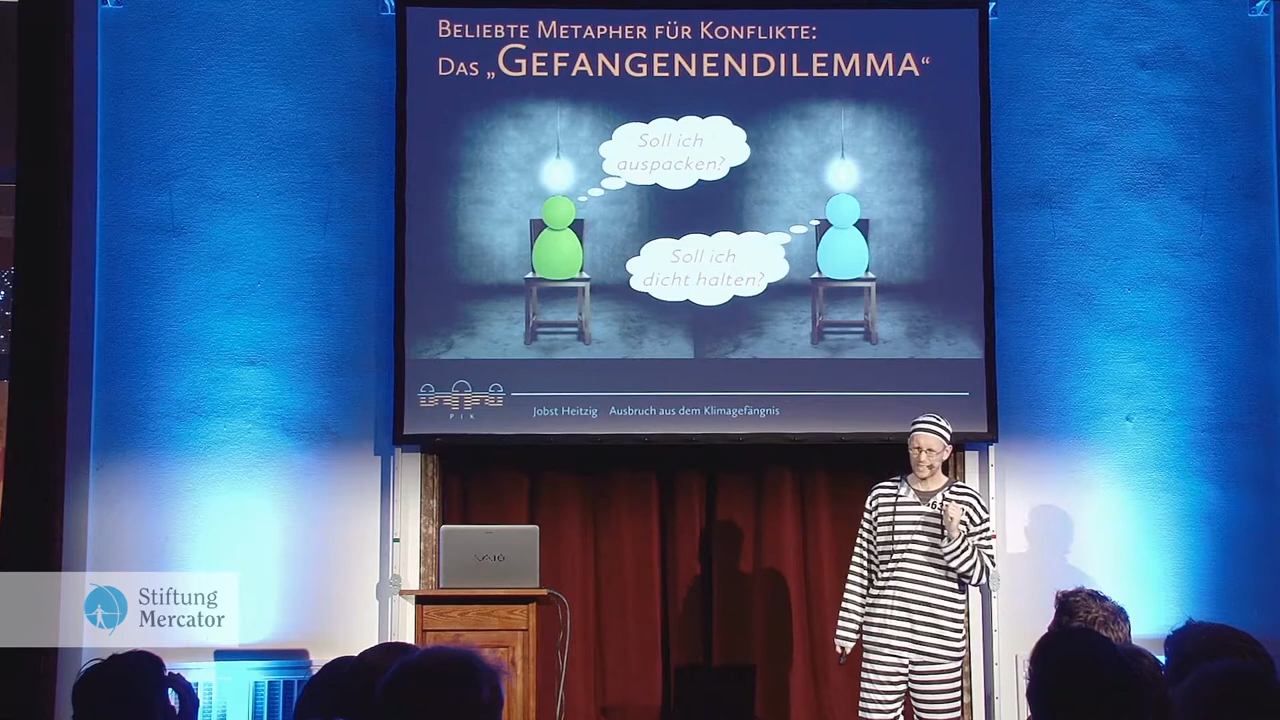 Beliebte Metapher für Konflikte:
Das „Gefangenendilemma“
Soll ich
auspacken?
Soll ich
dicht halten?
PIK
Jobst Heitzig Ausbruch aus dem Klimagefängnis
VAIO
Stiftung
Mercator